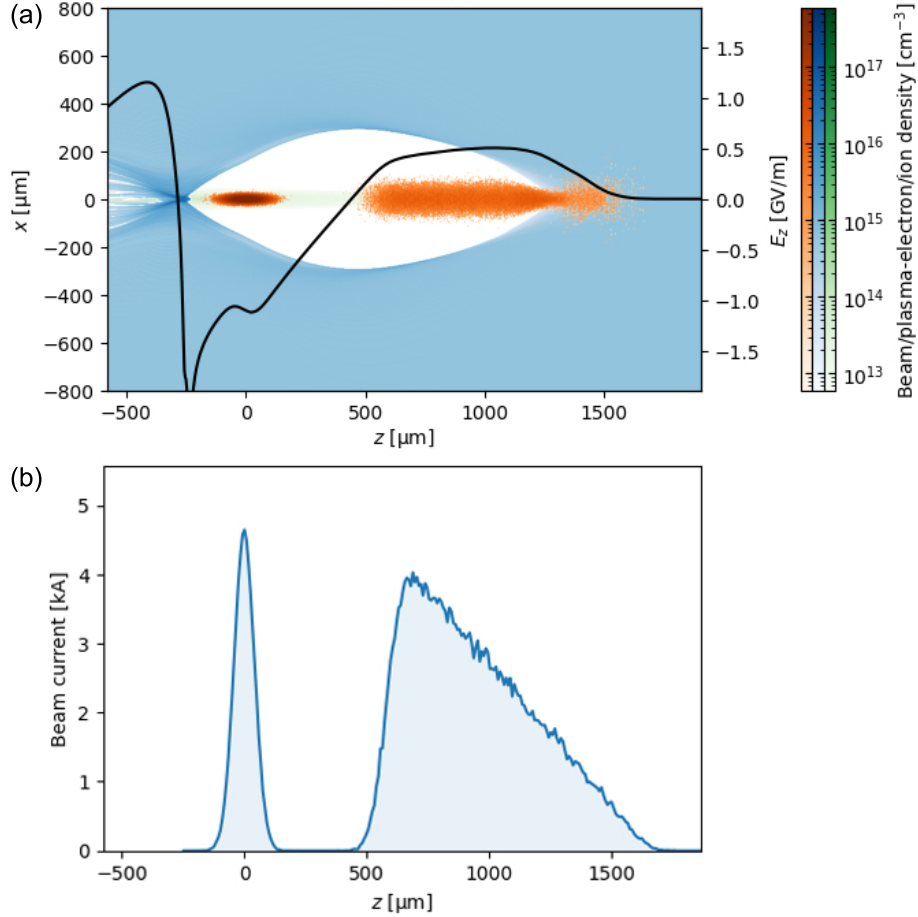 (a)
800
600
400
200
0
−200
−400
−600
−800
x [µm]
−500 0 500 1000 1500
z [µm]
1.5
1.0
0.5
0.0
−0.5
−1.0
−1.5
E_z [GV/m]
10^17
10^16
10^15
10^14
10^13
Beam/plasma-electron/ion density [cm^−3]
(b)
5
4
3
2
1
0
Beam current [kA]
−500 0 500 1000 1500
z [µm]